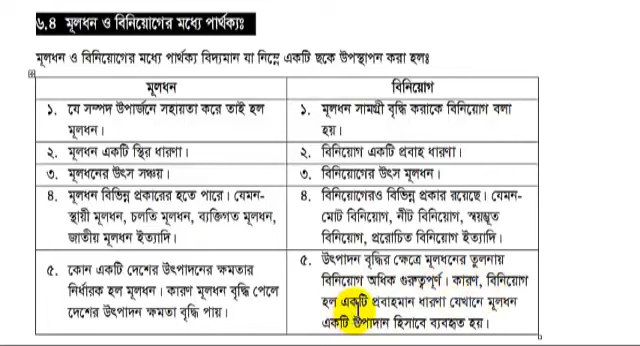 ৬.৪ মূলধন ও বিনিয়োগের মধ্যে পার্থক্যঃ
মূলধন ও বিনিয়োগের মধ্যে পার্থক্য বিদ্যমান যা নিম্নে একটি ছকে উপস্থাপন করা হলঃ
মূলধন
বিনিয়োগ
১. যে সম্পদ উপার্জনে সহায়তা করে তাই হল
মূলধন।
১. মূলধন সামগ্রী বৃদ্ধি করাকে বিনিয়োগ বলা
হয়।
২. মূলধন একটি স্থির ধারণা।
২. বিনিয়োগ একটি প্রবাহ ধারণা।
৩. মূলধনের উৎস সঞ্চয়।
৩. বিনিয়োগের উৎস মূলধন।
৪. মূলধন বিভিন্ন প্রকারের হতে পারে। যেমন-
স্থায়ী মূলধন, চলতি মূলধন, ব্যক্তিগত মূলধন,
জাতীয় মূলধন ইত্যাদি।
৪. বিনিয়োগেরও বিভিন্ন প্রকার রয়েছে। যেমন-
মোট বিনিয়োগ, নীট বিনিয়োগ, স্বয়ম্ভূত
বিনিয়োগ, প্ররোচিত বিনিয়োগ ইত্যাদি।
৫. কোন একটি দেশের উৎপাদনের ক্ষমতার
নির্ধারক হল মূলধন। কারণ মূলধন বৃদ্ধি পেলে
দেশের উৎপাদন ক্ষমতা বৃদ্ধি পায়।
৫. উৎপাদন বৃদ্ধির ক্ষেত্রে মূলধনের তুলনায়
বিনিয়োগ অধিক গুরুত্বপূর্ণ। কারণ, বিনিয়োগ
হল একটি প্রবাহমান ধারণা যেখানে মূলধন
একটি উপাদান হিসাবে ব্যবহৃত হয়।